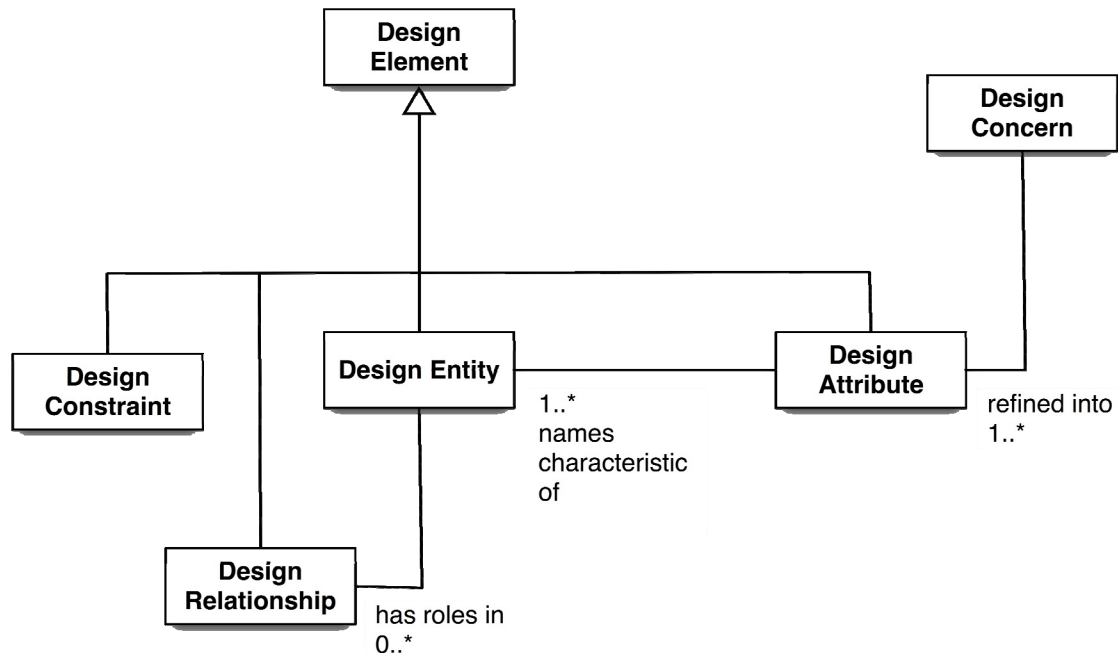 Design
Element
Design
Concern
Design
Constraint
Design Entity
Design
Attribute
1..*
names
characteristic
of
refined into
1..*
Design
Relationship
has roles in
0..*